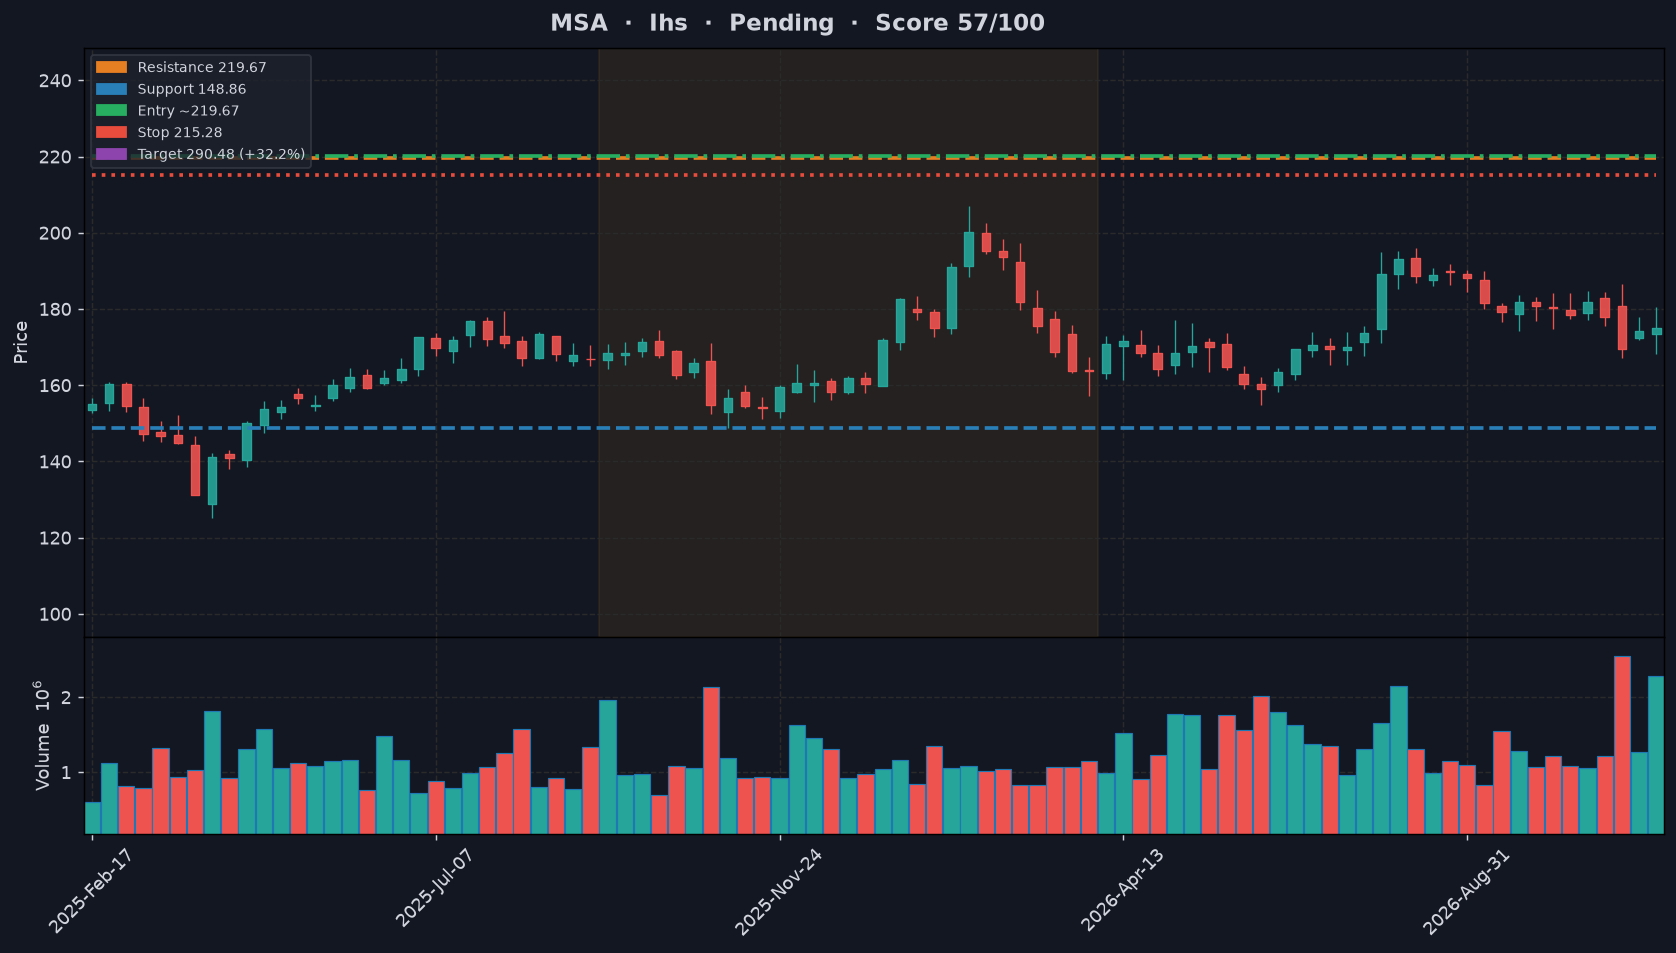 MSA · Ihs · Pending · Score 57/100
Resistance 219.67
Support 148.86
Entry ~219.67
Stop 215.28
Target 290.48 (+32.2%)
Price
240
220
200
180
160
140
120
100
Volume 10⁶
2
1
2025-Feb-17
2025-Jul-07
2025-Nov-24
2026-Apr-13
2026-Aug-31